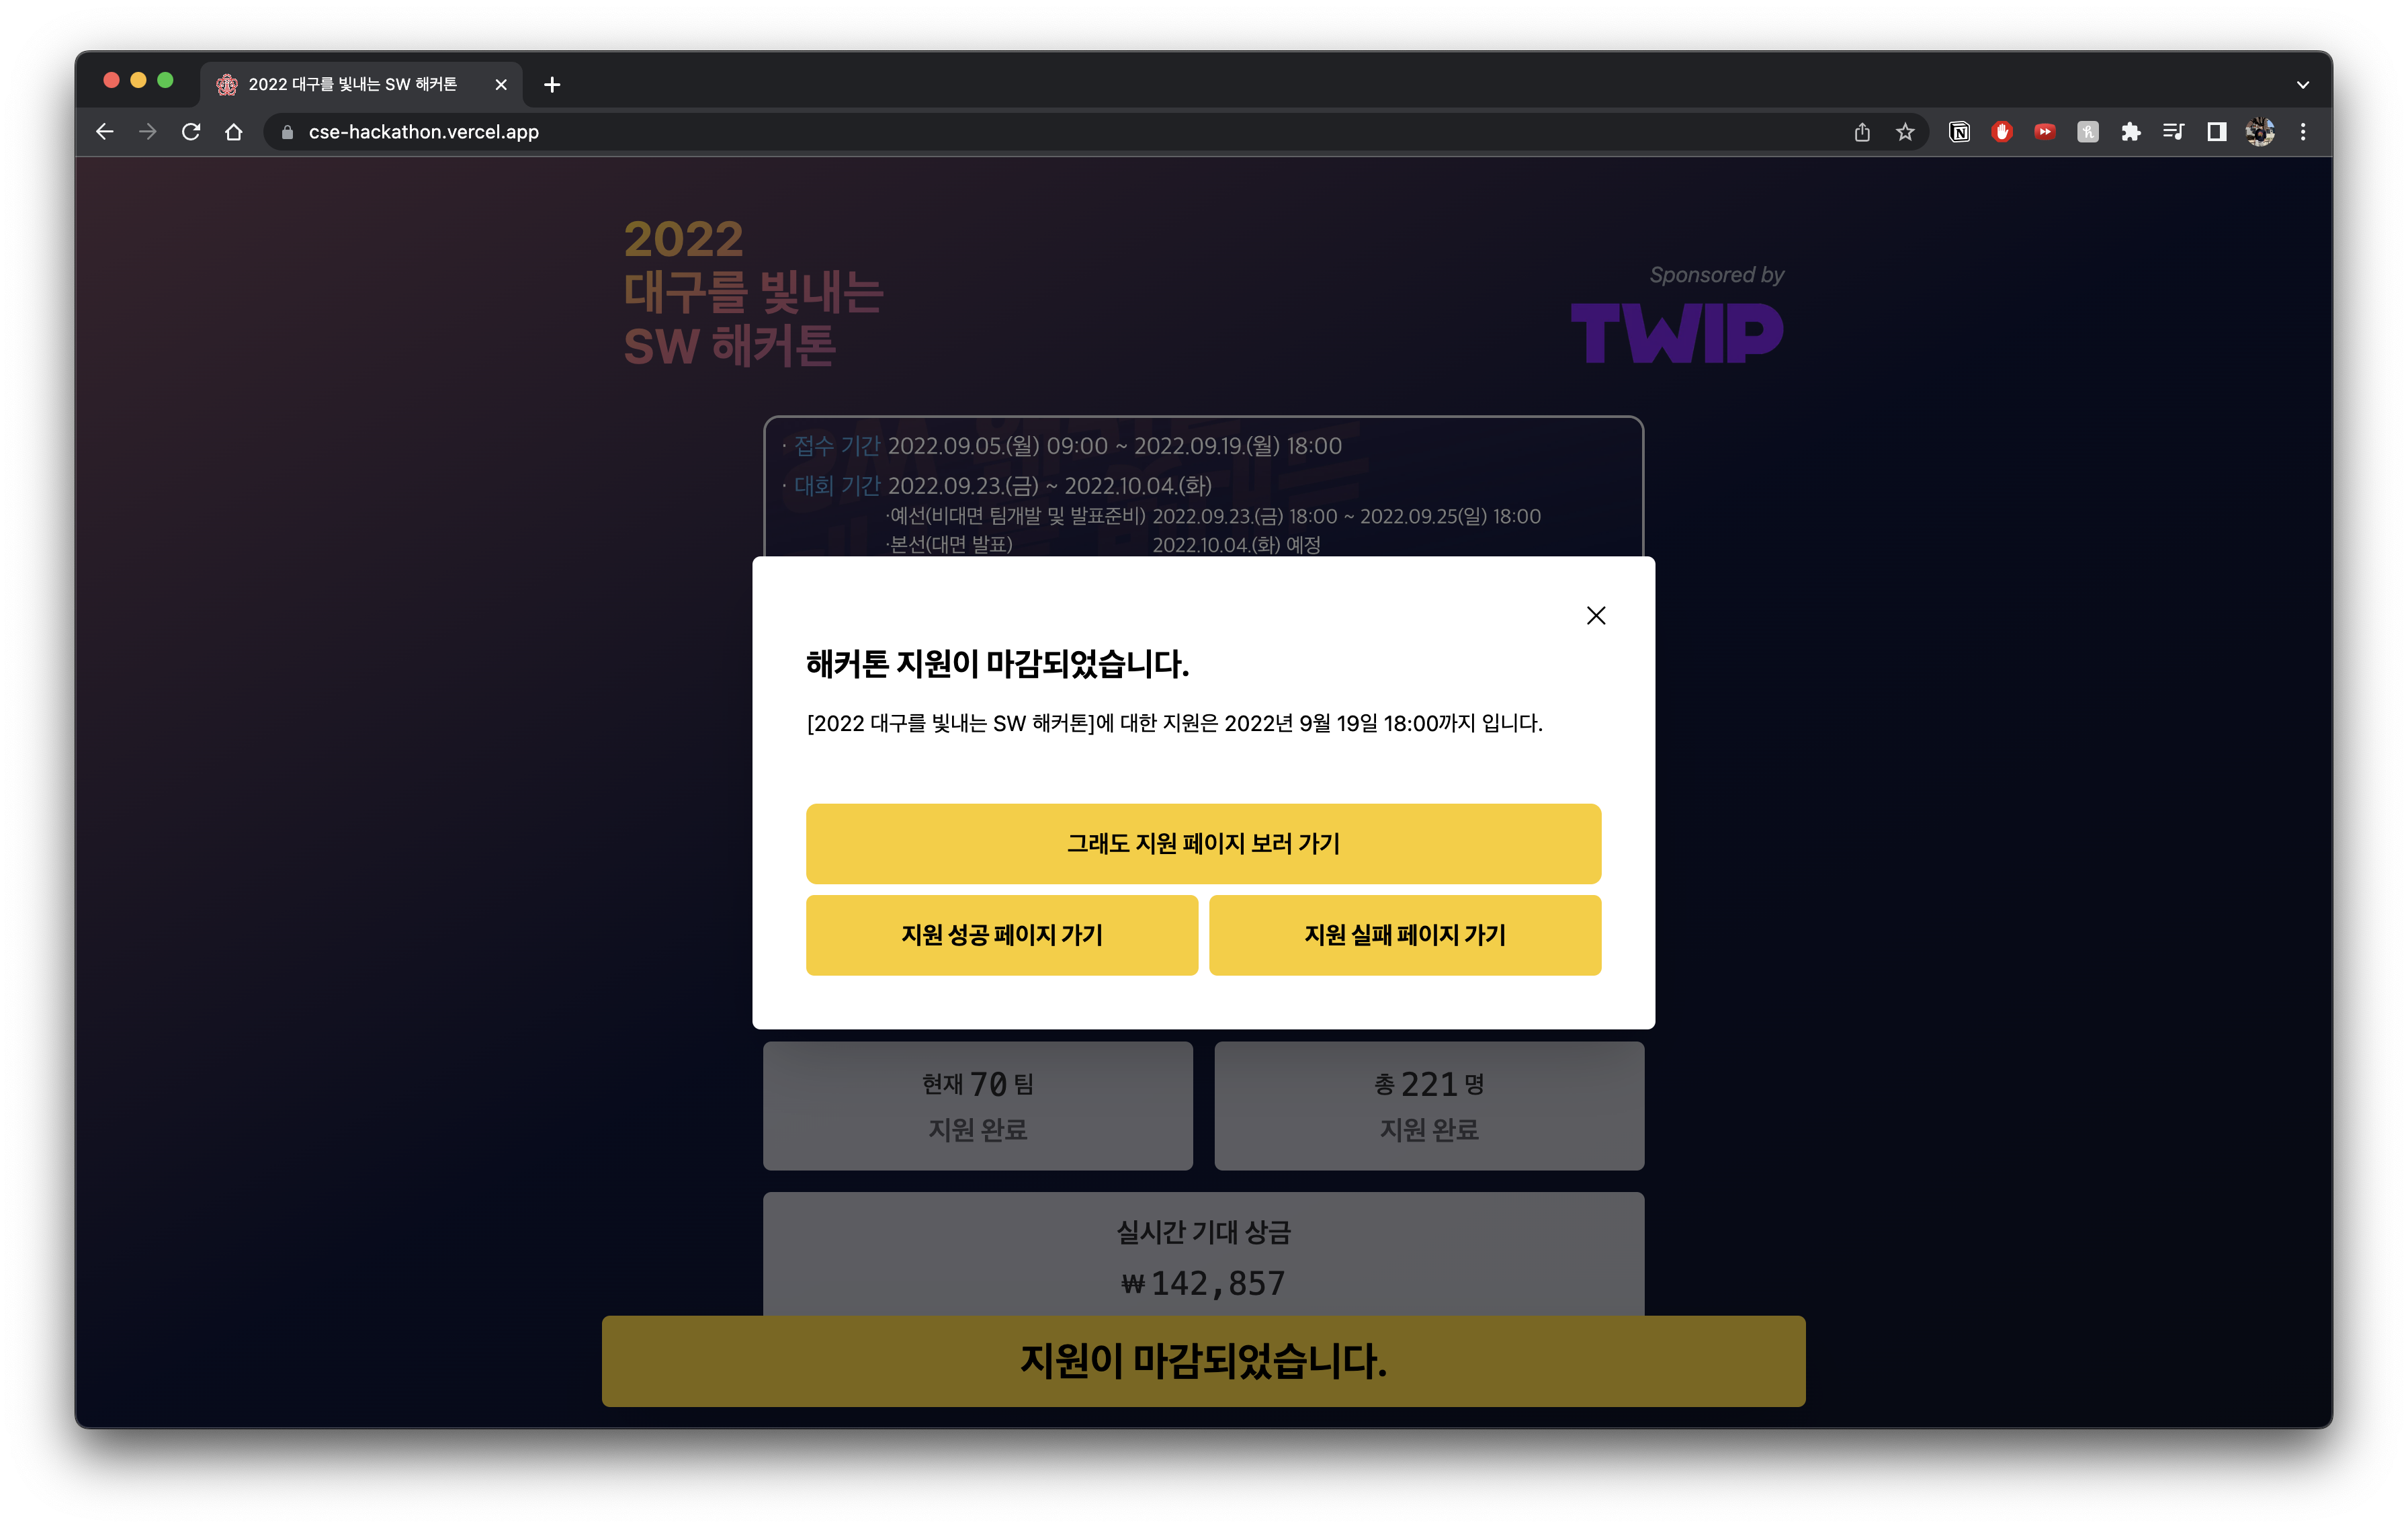 2022 대구를 빛내는 SW 해커톤
cse-hackathon.vercel.app
2022
대구를 빛내는
SW 해커톤
Sponsored by
TWIP
· 접수 기간 2022.09.05.(월) 09:00 ~ 2022.09.19.(월) 18:00
· 대회 기간 2022.09.23.(금) ~ 2022.10.04.(화)
·예선(비대면 팀개발 및 발표준비) 2022.09.23.(금) 18:00 ~ 2022.09.25(일) 18:00
·본선(대면 발표) 2022.10.04.(화) 예정
해커톤 지원이 마감되었습니다.
[2022 대구를 빛내는 SW 해커톤]에 대한 지원은 2022년 9월 19일 18:00까지 입니다.
그래도 지원 페이지 보러 가기
지원 성공 페이지 가기
지원 실패 페이지 가기
현재 70 팀
지원 완료
총 221 명
지원 완료
실시간 기대 상금
₩142,857
지원이 마감되었습니다.